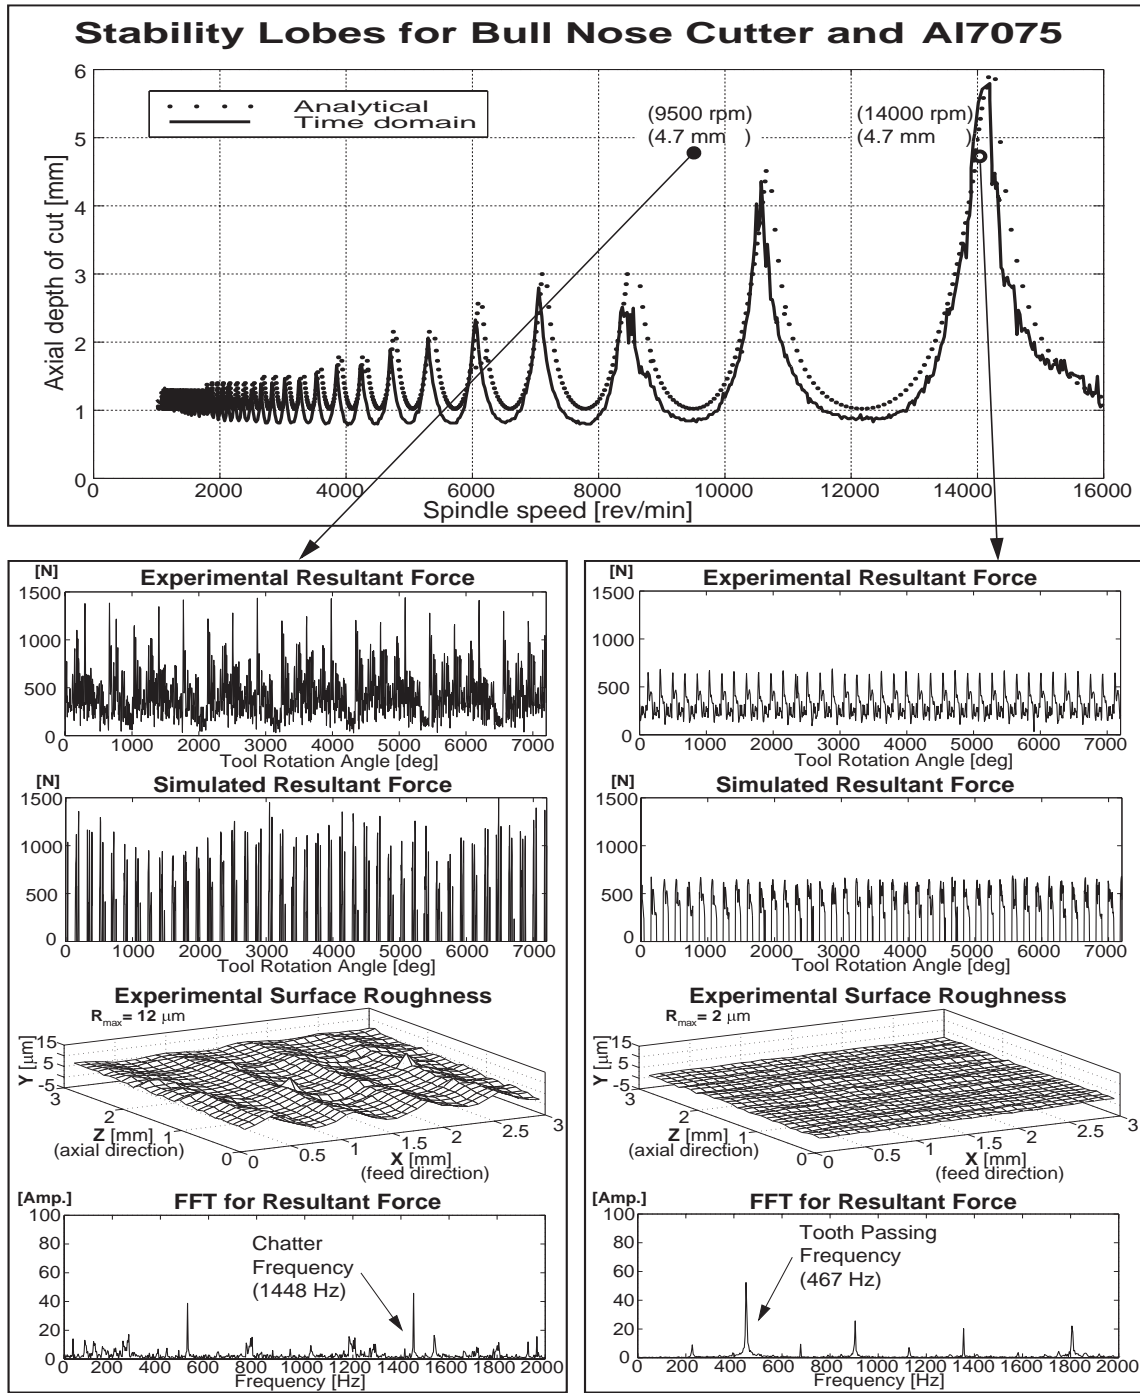 Stability Lobes for Bull Nose Cutter and Al7075
6
5
4
3
2
1
0
Axial depth of cut [mm]
Analytical
Time domain
(9500 rpm)
(4.7 mm )
(14000 rpm)
(4.7 mm )
0 2000 4000 6000 8000 10000 12000 14000 16000
Spindle speed [rev/min]
[N] Experimental Resultant Force
1500
1000
500
0
0 1000 2000 3000 4000 5000 6000 7000
Tool Rotation Angle [deg]
[N] Simulated Resultant Force
1500
1000
500
0
0 1000 2000 3000 4000 5000 6000 7000
Tool Rotation Angle [deg]
Experimental Surface Roughness
Rmax= 12 μm
Y [μm]
15
5
-5
3
2
1
0
Z [mm]
(axial direction)
0 0.5 1 1.5 2 2.5 3
X [mm]
(feed direction)
[Amp.] FFT for Resultant Force
100
80
60
40
20
0
Chatter
Frequency
(1448 Hz)
0 200 400 600 800 1000 1200 1400 1600 1800 2000
Frequency [Hz]
[N] Experimental Resultant Force
1500
1000
500
0
0 1000 2000 3000 4000 5000 6000 7000
Tool Rotation Angle [deg]
[N] Simulated Resultant Force
1500
1000
500
0
0 1000 2000 3000 4000 5000 6000 7000
Tool Rotation Angle [deg]
Experimental Surface Roughness
Rmax= 2 μm
Y [μm]
15
5
-5
3
2
1
0
Z [mm]
(axial direction)
0 0.5 1 1.5 2 2.5 3
X [mm]
(feed direction)
[Amp.] FFT for Resultant Force
100
80
60
40
20
0
Tooth Passing
Frequency
(467 Hz)
0 200 400 600 800 1000 1200 1400 1600 1800 2000
Frequency [Hz]